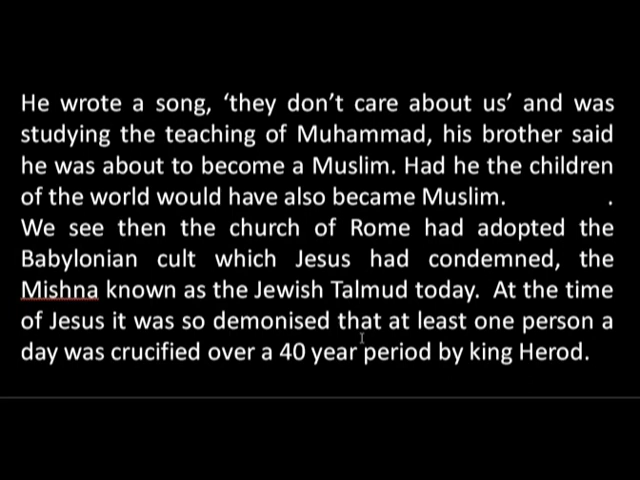 He wrote a song, ‘they don’t care about us’ and was
studying the teaching of Muhammad, his brother said
he was about to become a Muslim. Had he the children
of the world would have also became Muslim. .
We see then the church of Rome had adopted the
Babylonian cult which Jesus had condemned, the
Mishna known as the Jewish Talmud today. At the time
of Jesus it was so demonised that at least one person a
day was crucified over a 40 year period by king Herod.